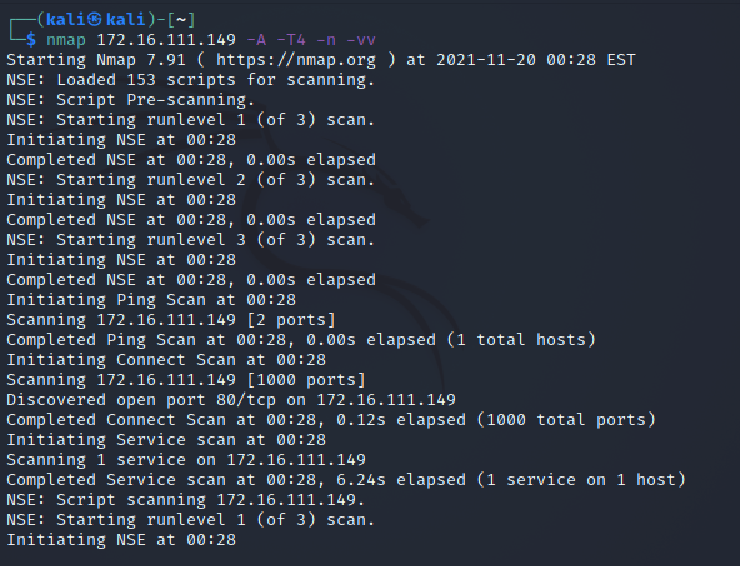 ┌──(kali㉿kali)-[~]
└─$ nmap 172.16.111.149 -A -T4 -n -vv
Starting Nmap 7.91 ( https://nmap.org ) at 2021-11-20 00:28 EST
NSE: Loaded 153 scripts for scanning.
NSE: Script Pre-scanning.
NSE: Starting runlevel 1 (of 3) scan.
Initiating NSE at 00:28
Completed NSE at 00:28, 0.00s elapsed
NSE: Starting runlevel 2 (of 3) scan.
Initiating NSE at 00:28
Completed NSE at 00:28, 0.00s elapsed
NSE: Starting runlevel 3 (of 3) scan.
Initiating NSE at 00:28
Completed NSE at 00:28, 0.00s elapsed
Initiating Ping Scan at 00:28
Scanning 172.16.111.149 [2 ports]
Completed Ping Scan at 00:28, 0.00s elapsed (1 total hosts)
Initiating Connect Scan at 00:28
Scanning 172.16.111.149 [1000 ports]
Discovered open port 80/tcp on 172.16.111.149
Completed Connect Scan at 00:28, 0.12s elapsed (1000 total ports)
Initiating Service scan at 00:28
Scanning 1 service on 172.16.111.149
Completed Service scan at 00:28, 6.24s elapsed (1 service on 1 host)
NSE: Script scanning 172.16.111.149.
NSE: Starting runlevel 1 (of 3) scan.
Initiating NSE at 00:28